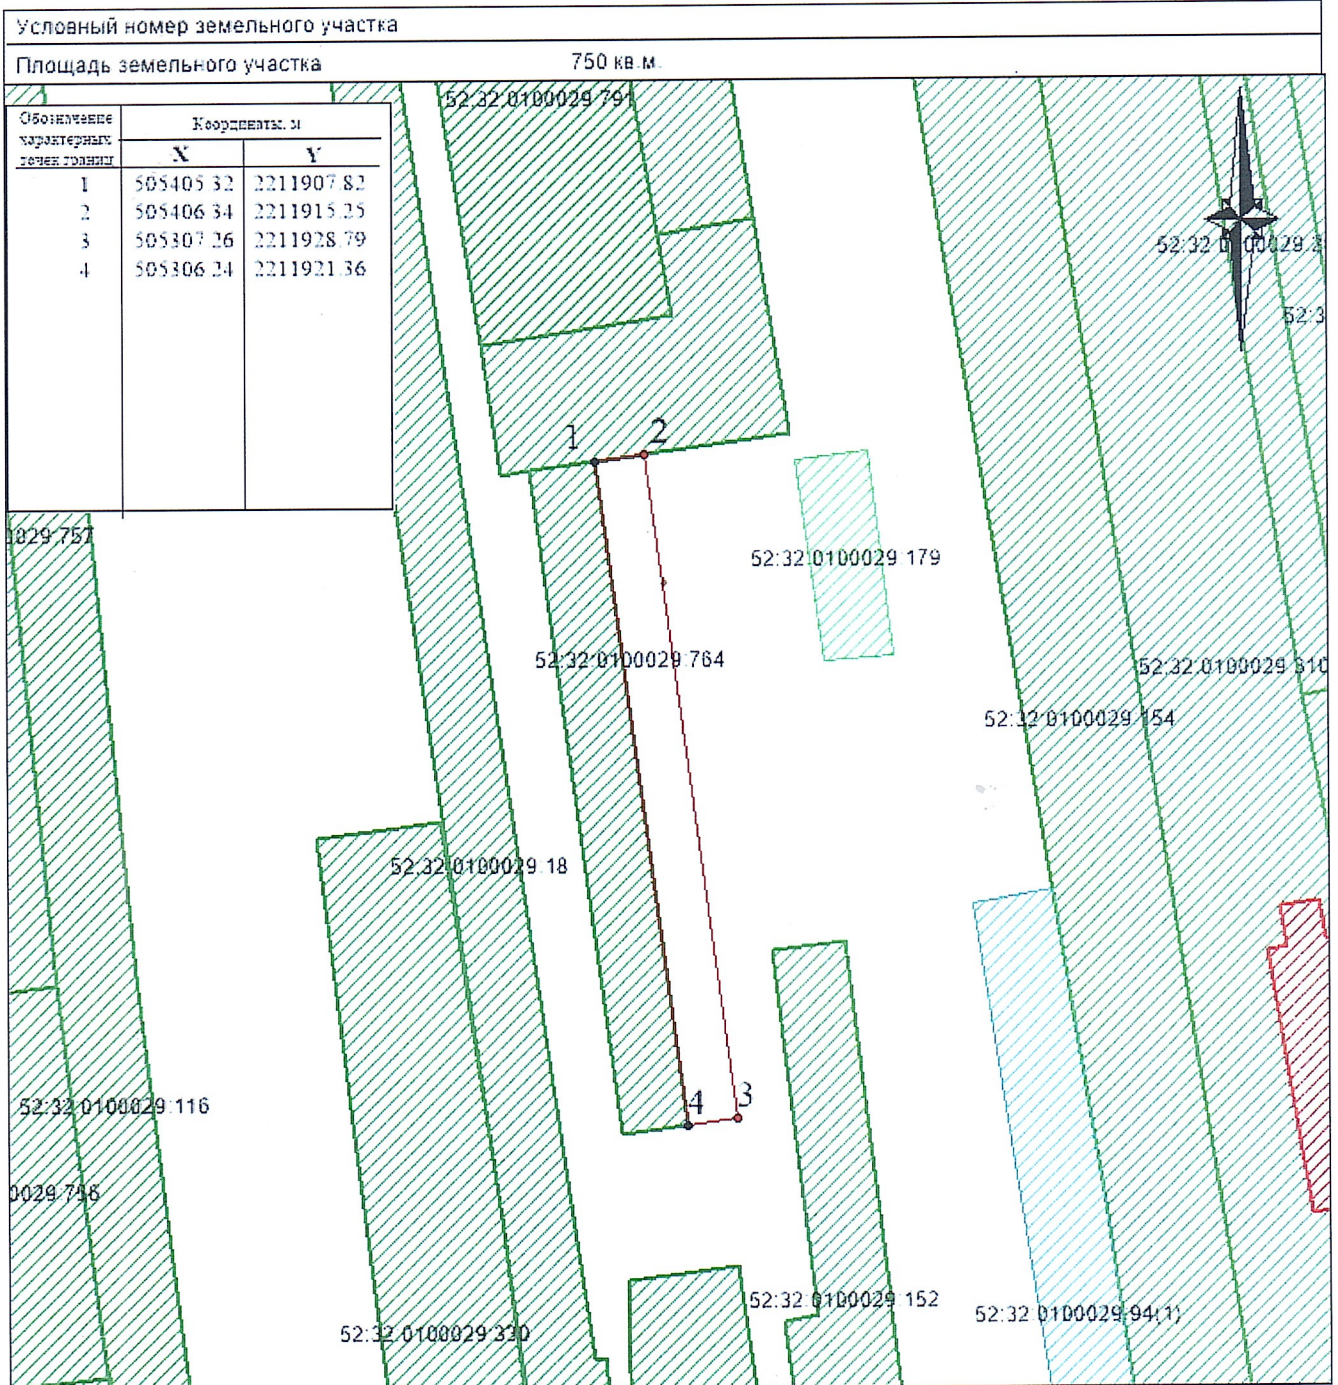 Условный номер земельного участка
Площадь земельного участка 750 кв.м.
Обозначение характерных точек границ
Координаты, м
X Y
1 505405.32 2211907.82
2 505406.34 2211915.25
3 505307.26 2211928.79
4 505306.24 2211921.36
52:32:0100029:791
52:32:0100029:3
52:3
1 2
0029:757
52:32:0100029:179
52:32:0100029:764
52:32:0100029:310
52:32:0100029:154
52:32:0100029:18
4 3
52:32:0100029:116
0029:756
52:32:0100029:152
52:32:0100029:94(1)
52:32:0100029:330